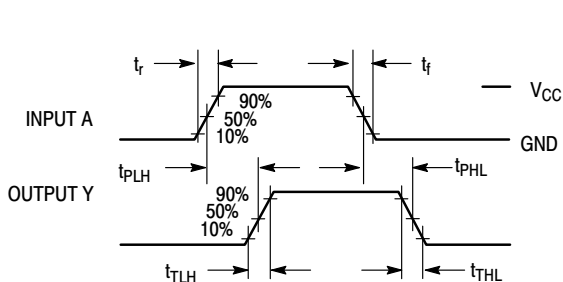 tr tf
VCC
90%
INPUT A 50%
10%
GND
tPLH tPHL
OUTPUT Y 90%
50%
10%
tTLH tTHL